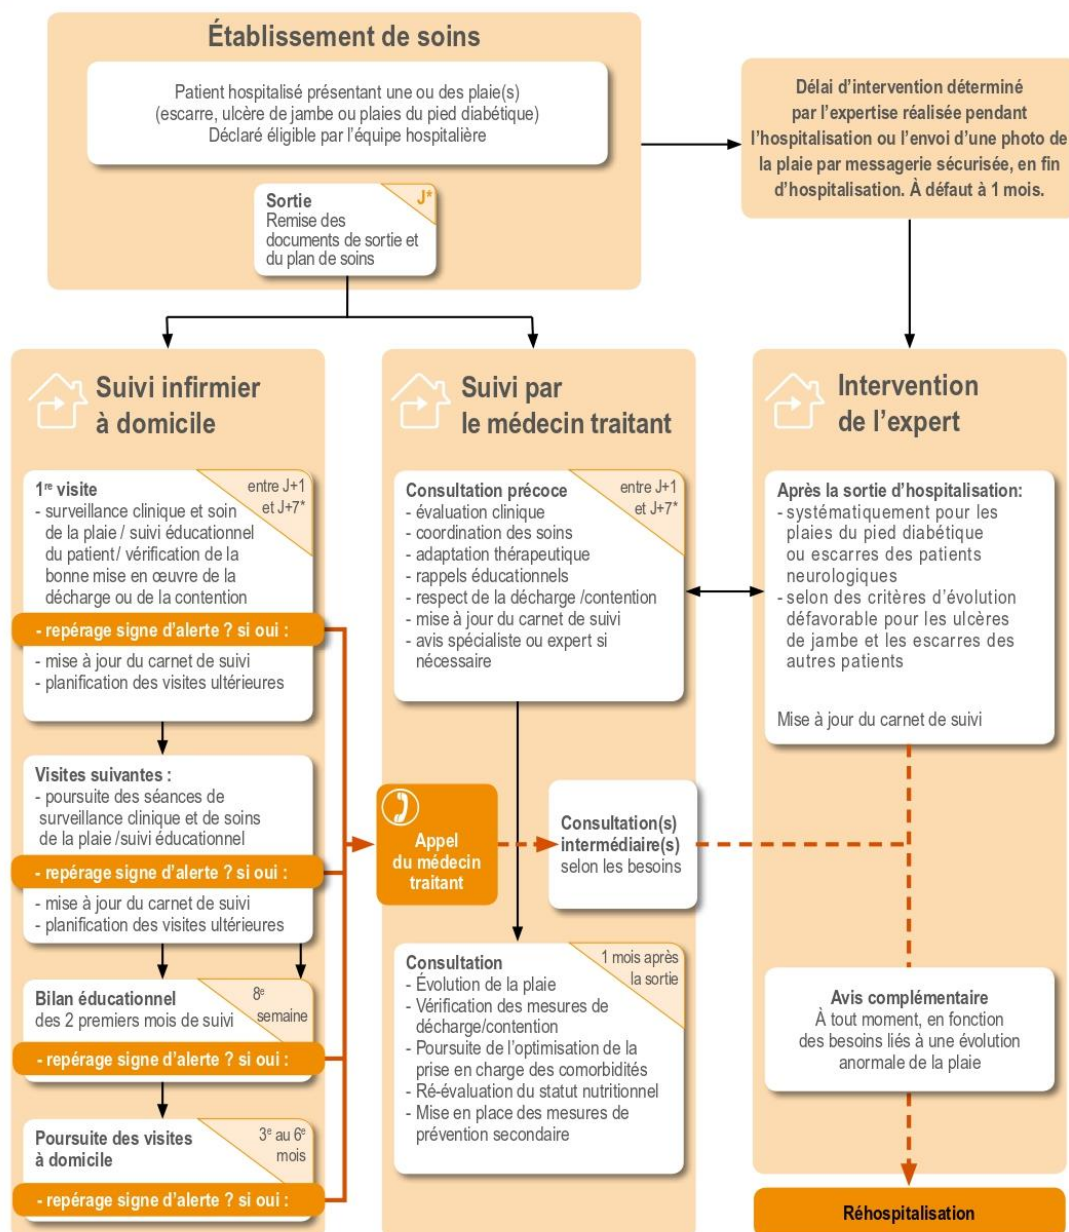 Établissement de soins
Patient hospitalisé présentant une ou des plaie(s)
(escarre, ulcère de jambe ou plaies du pied diabétique)
Déclaré éligible par l'équipe hospitalière
Sortie
J*
Remise des
documents de sortie et
du plan de soins
Délai d'intervention déterminé
par l'expertise réalisée pendant
l'hospitalisation ou l'envoi d'une photo de
la plaie par messagerie sécurisée, en fin
d'hospitalisation. À défaut à 1 mois.
Suivi infirmier
à domicile
1re visite
entre J+1
et J+7*
- surveillance clinique et soin
de la plaie / suivi éducationnel
du patient/ vérification de la
bonne mise en œuvre de la
décharge ou de la contention
- repérage signe d'alerte ? si oui :
- mise à jour du carnet de suivi
- planification des visites ultérieures
Visites suivantes :
- poursuite des séances de
surveillance clinique et de soins
de la plaie /suivi éducationnel
- repérage signe d'alerte ? si oui :
- mise à jour du carnet de suivi
- planification des visites ultérieures
Bilan éducationnel
des 2 premiers mois de suivi
8e
semaine
- repérage signe d'alerte ? si oui :
Poursuite des visites
à domicile
3e au 6e
mois
- repérage signe d'alerte ? si oui :
Suivi par
le médecin traitant
Consultation précoce
entre J+1
et J+7*
- évaluation clinique
- coordination des soins
- adaptation thérapeutique
- rappels éducationnels
- respect de la décharge /contention
- mise à jour du carnet de suivi
- avis spécialiste ou expert si
nécessaire
Appel
du médecin
traitant
Consultation(s)
intermédiaire(s)
selon les besoins
Consultation
1 mois après
la sortie
- Évolution de la plaie
- Vérification des mesures de
décharge/contention
- Poursuite de l'optimisation de la
prise en charge des comorbidités
- Ré-évaluation du statut nutritionnel
- Mise en place des mesures de
prévention secondaire
Intervention
de l'expert
Après la sortie d'hospitalisation:
- systématiquement pour les
plaies du pied diabétique
ou escarres des patients
neurologiques
- selon des critères d'évolution
défavorable pour les ulcères
de jambe et les escarres des
autres patients
Mise à jour du carnet de suivi
Avis complémentaire
À tout moment, en fonction
des besoins liés à une évolution
anormale de la plaie
Réhospitalisation